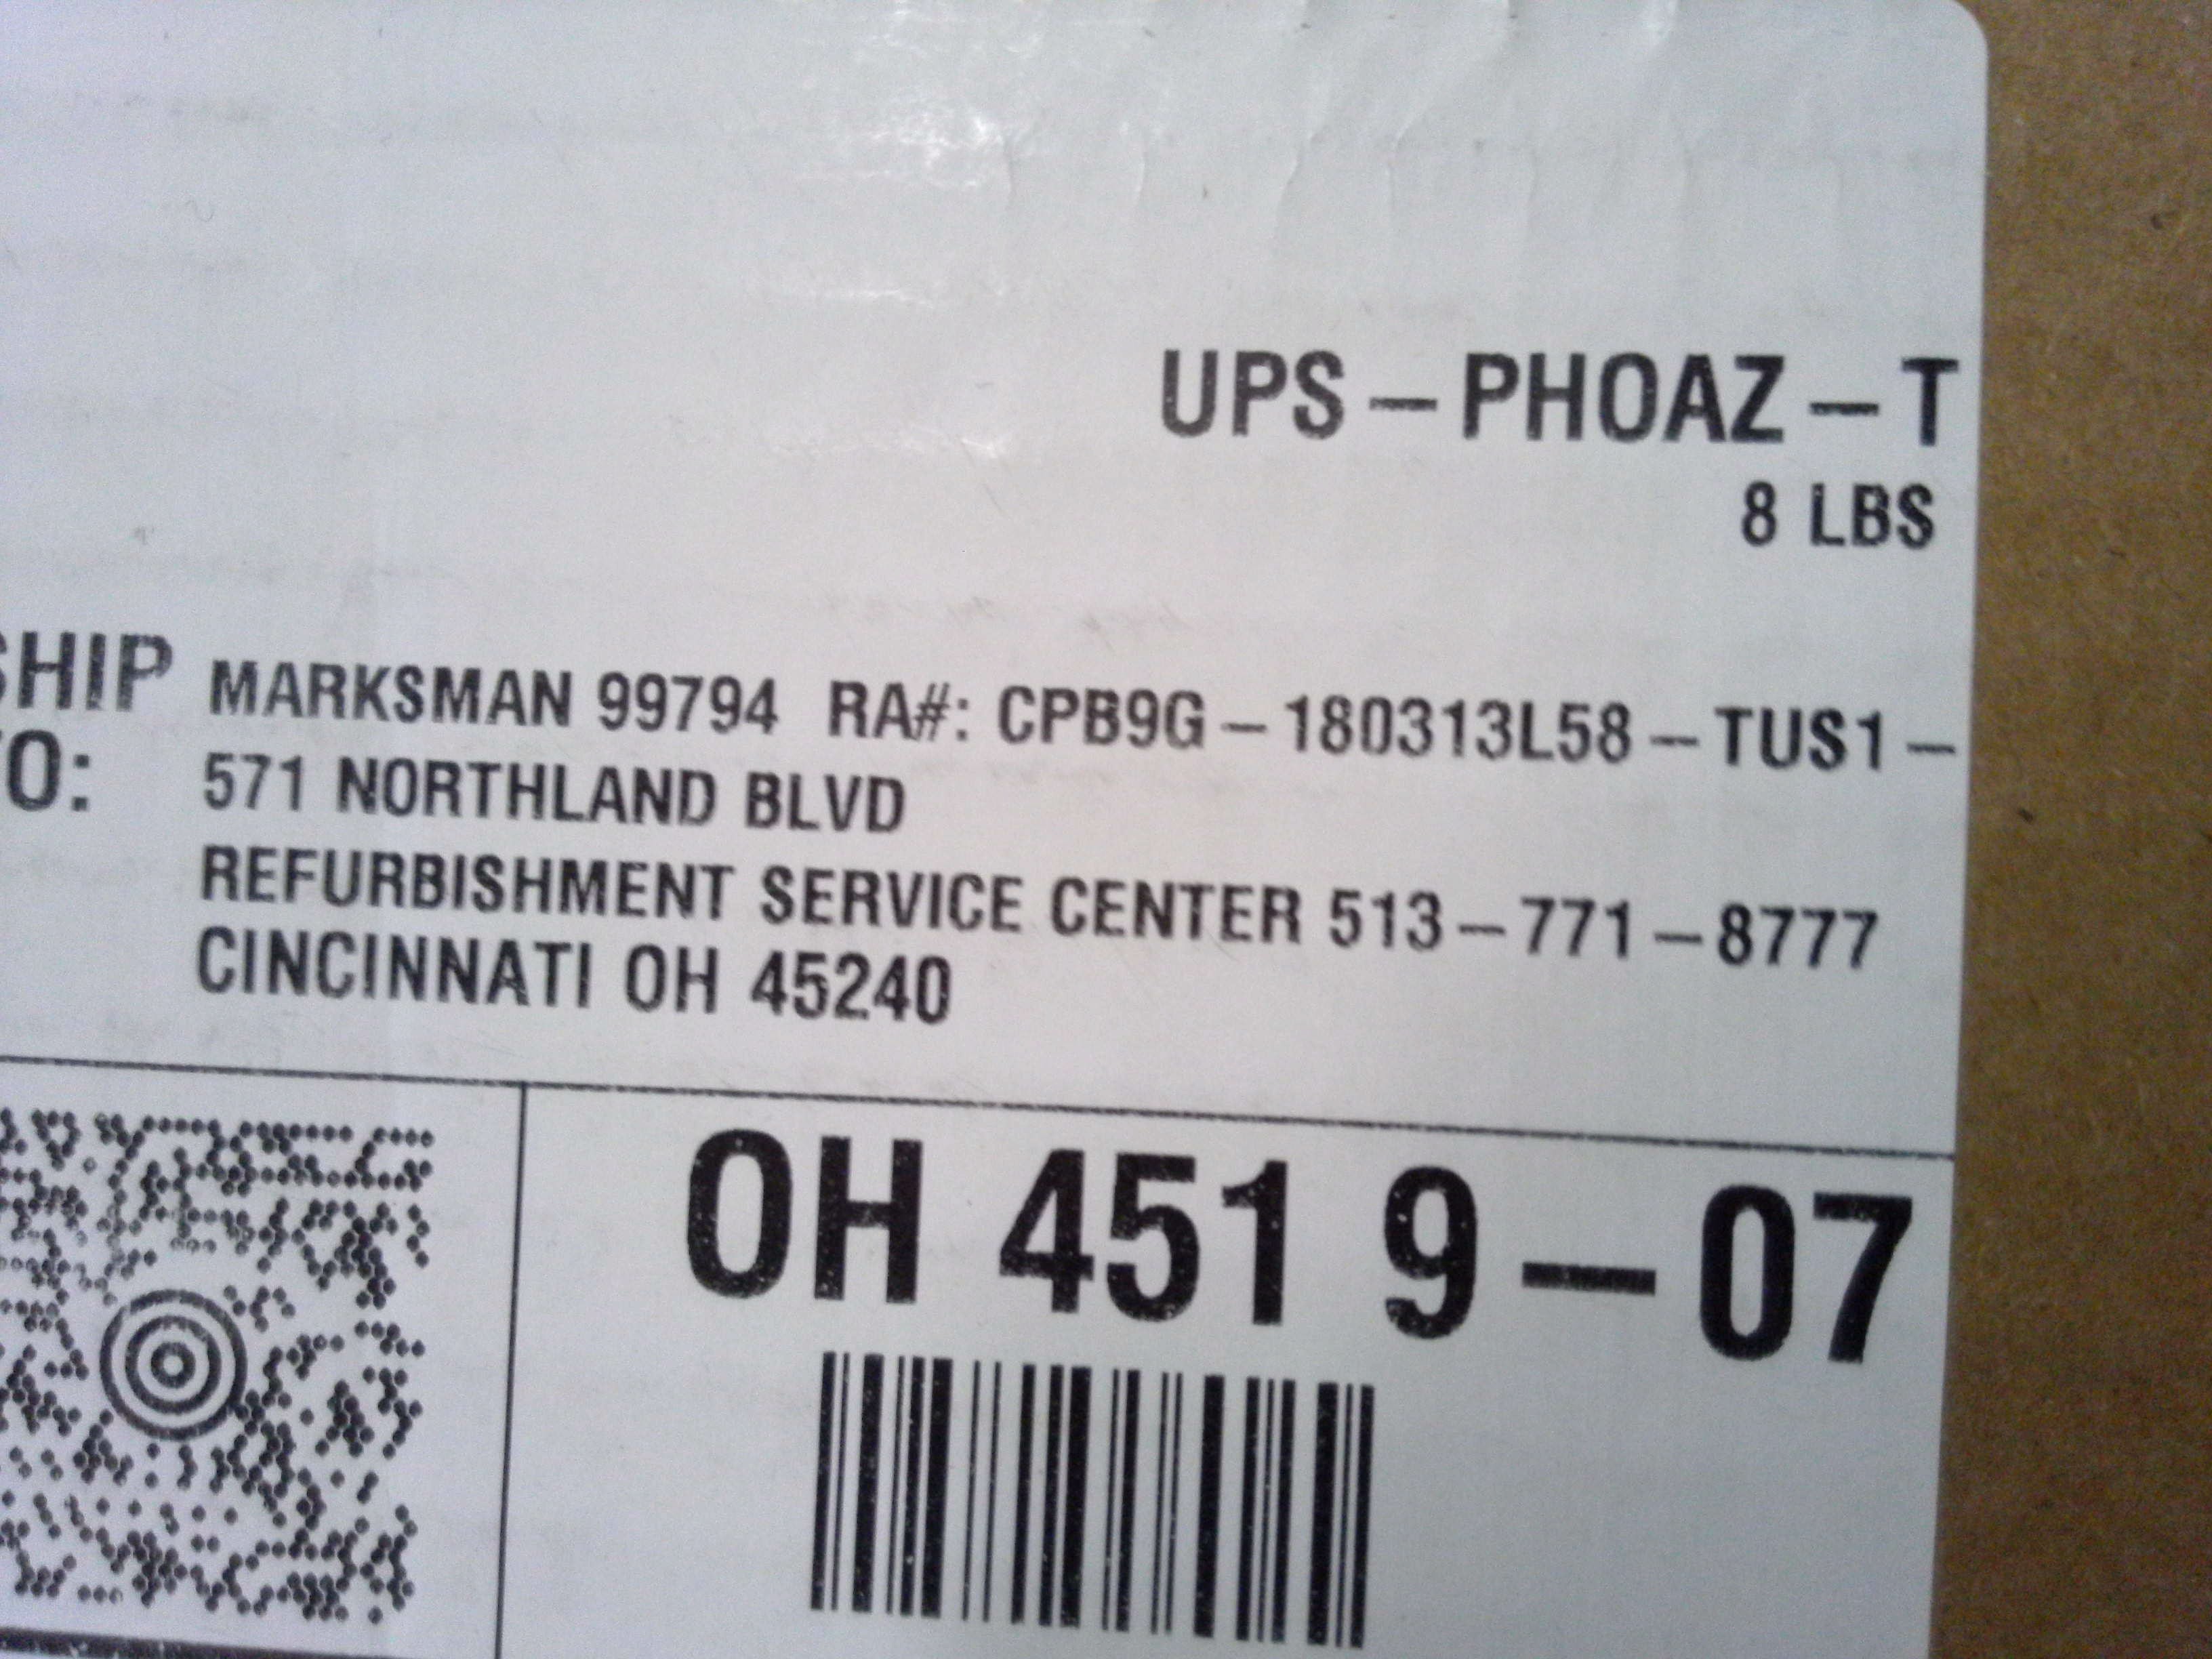 UPS – PHOAZ – T
8 LBS
SHIP
TO:
MARKSMAN 99794 RA#: CPB9G – 180313L58 – TUS1 –
571 NORTHLAND BLVD
REFURBISHMENT SERVICE CENTER 513 – 771 – 8777
CINCINNATI OH 45240
OH 451 9 – 07